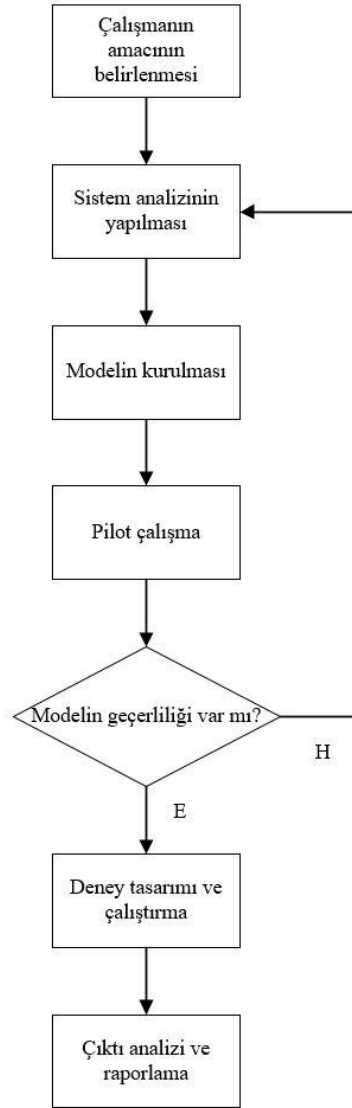 Çalışmanın
amacının
belirlenmesi
Sistem analizinin
yapılması
Modelin kurulması
Pilot çalışma
Modelin geçerliliği var mı?
H
E
Deney tasarımı ve
çalıştırma
Çıktı analizi ve
raporlama